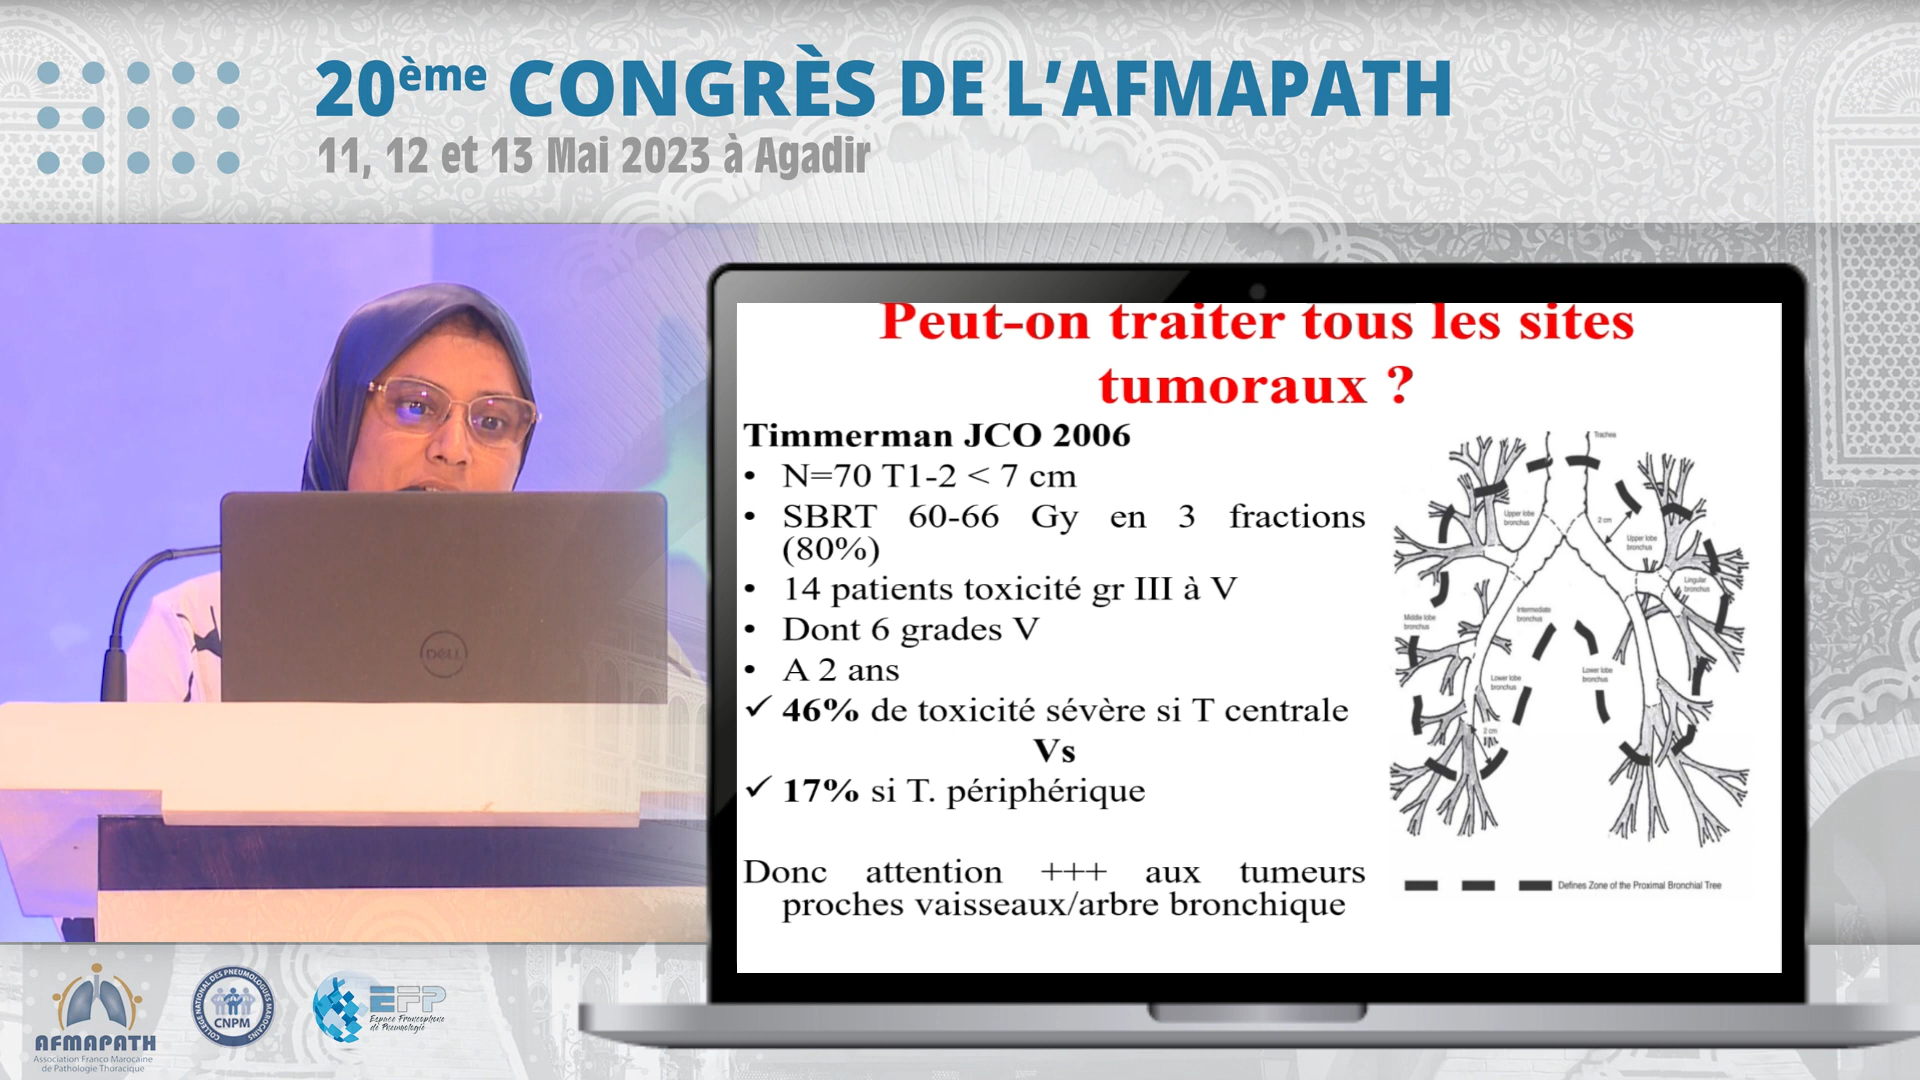 20ème CONGRÈS DE L'AFMAPATH
11, 12 et 13 Mai 2023 à Agadir
Peut-on traiter tous les sites
tumoraux ?
Timmerman JCO 2006
• N=70 T1-2 < 7 cm
• SBRT 60-66 Gy en 3 fractions
(80%)
• 14 patients toxicité gr III à V
• Dont 6 grades V
• A 2 ans
✓ 46% de toxicité sévère si T centrale
Vs
✓ 17% si T. périphérique
Donc attention +++ aux tumeurs
proches vaisseaux/arbre bronchique
Trachea
Upper lobe
bronchus
2 cm
Upper lobe
bronchus
Lingular
bronchus
Middle lobe
bronchus
Intermediate
bronchus
Lower lobe
bronchus
Lower lobe
bronchus
2 cm
Defines Zone of the Proximal Bronchial Tree
DELL
AFMAPATH
Association Franco Marocaine
de Pathologie Thoracique
COLLÈGE NATIONAL DES PNEUMOLOGUES MAROCAINS
CNPM
EFP
Espace Francophone
de Pneumologie